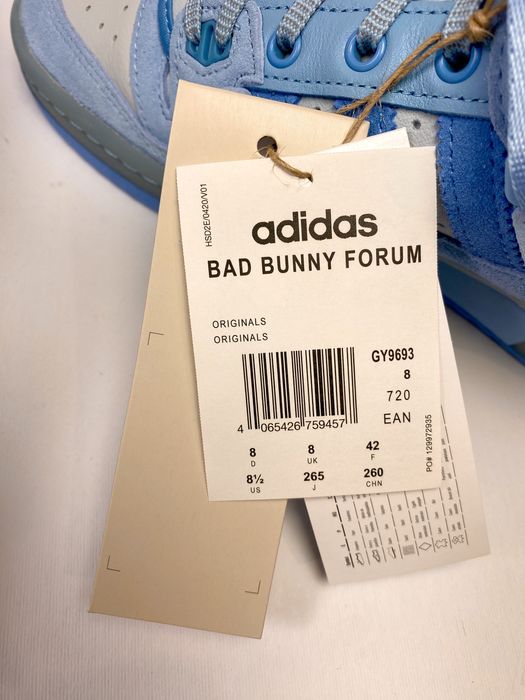 HSD2E/0420/V01
adidas
BAD BUNNY FORUM
ORIGINALS
ORIGINALS
GY9693
8
720
EAN
4 065426 759457
8 8 42
D UK F
8½ 265 260
US J CHN
PO# 129972935